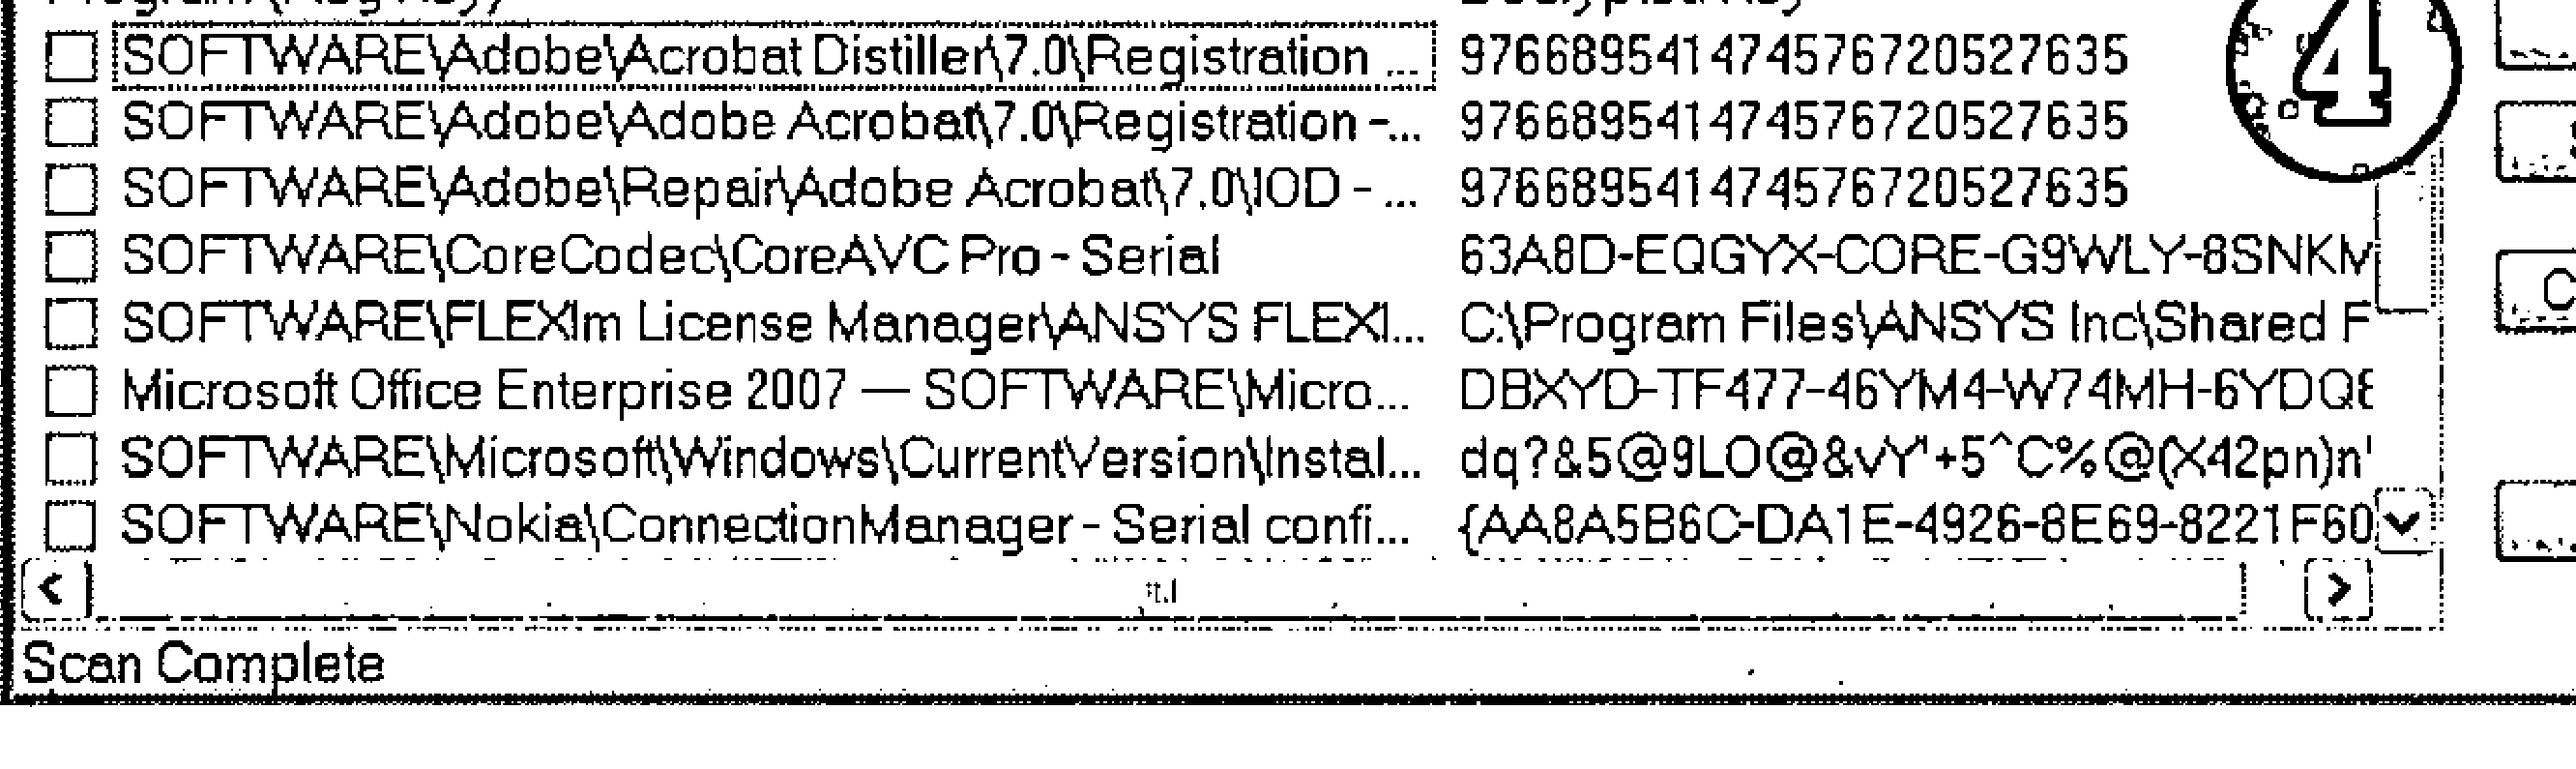 SOFTWARE\Adobe\Acrobat Distiller\7.0\Registration ... 976689541474576720527635
4
SOFTWARE\Adobe\Adobe Acrobat\7.0\Registration -... 976689541474576720527635
SOFTWARE\Adobe\Repair\Adobe Acrobat\7.0\IOD - ... 976689541474576720527635
SOFTWARE\CoreCodec\CoreAVC Pro - Serial 63A8D-EQGYX-CORE-G9WLY-8SNKM
SOFTWARE\FLEXlm License Manager\ANSYS FLEXl... C:\Program Files\ANSYS Inc\Shared F
Microsoft Office Enterprise 2007 — SOFTWARE\Micro... DBXYD-TF477-46YM4-W74MH-6YDQ
SOFTWARE\Microsoft\Windows\CurrentVersion\Instal... dq?&5@9LO@&vY'+5^C%@(X42pn)n'
SOFTWARE\Nokia\ConnectionManager - Serial confi... {AA8A5B6C-DA1E-4926-8E69-8221F60
Scan Complete